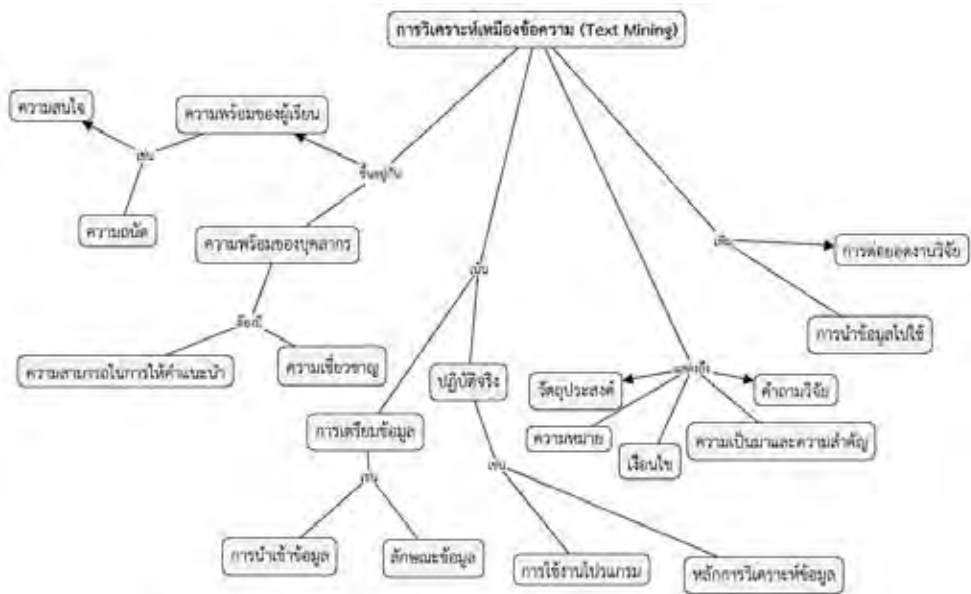 การวิเคราะห์เหมืองข้อความ (Text Mining)
ความสนใจ
ความพร้อมของผู้เรียน
เช่น
ขึ้นอยู่กับ
ความถนัด
ความพร้อมของบุคลากร
เพื่อ
การต่อยอดงานวิจัย
เน้น
ต้องมี
การนำข้อมูลไปใช้
ความสามารถในการให้คำแนะนำ
ความเชี่ยวชาญ
ปฏิบัติจริง
วัตถุประสงค์
คำถามวิจัย
การเตรียมข้อมูล
ความหมาย
เงื่อนไข
ความเป็นมาและความสำคัญ
เช่น
เช่น
การนำเข้าข้อมูล
ลักษณะข้อมูล
การใช้งานโปรแกรม
หลักการวิเคราะห์ข้อมูล